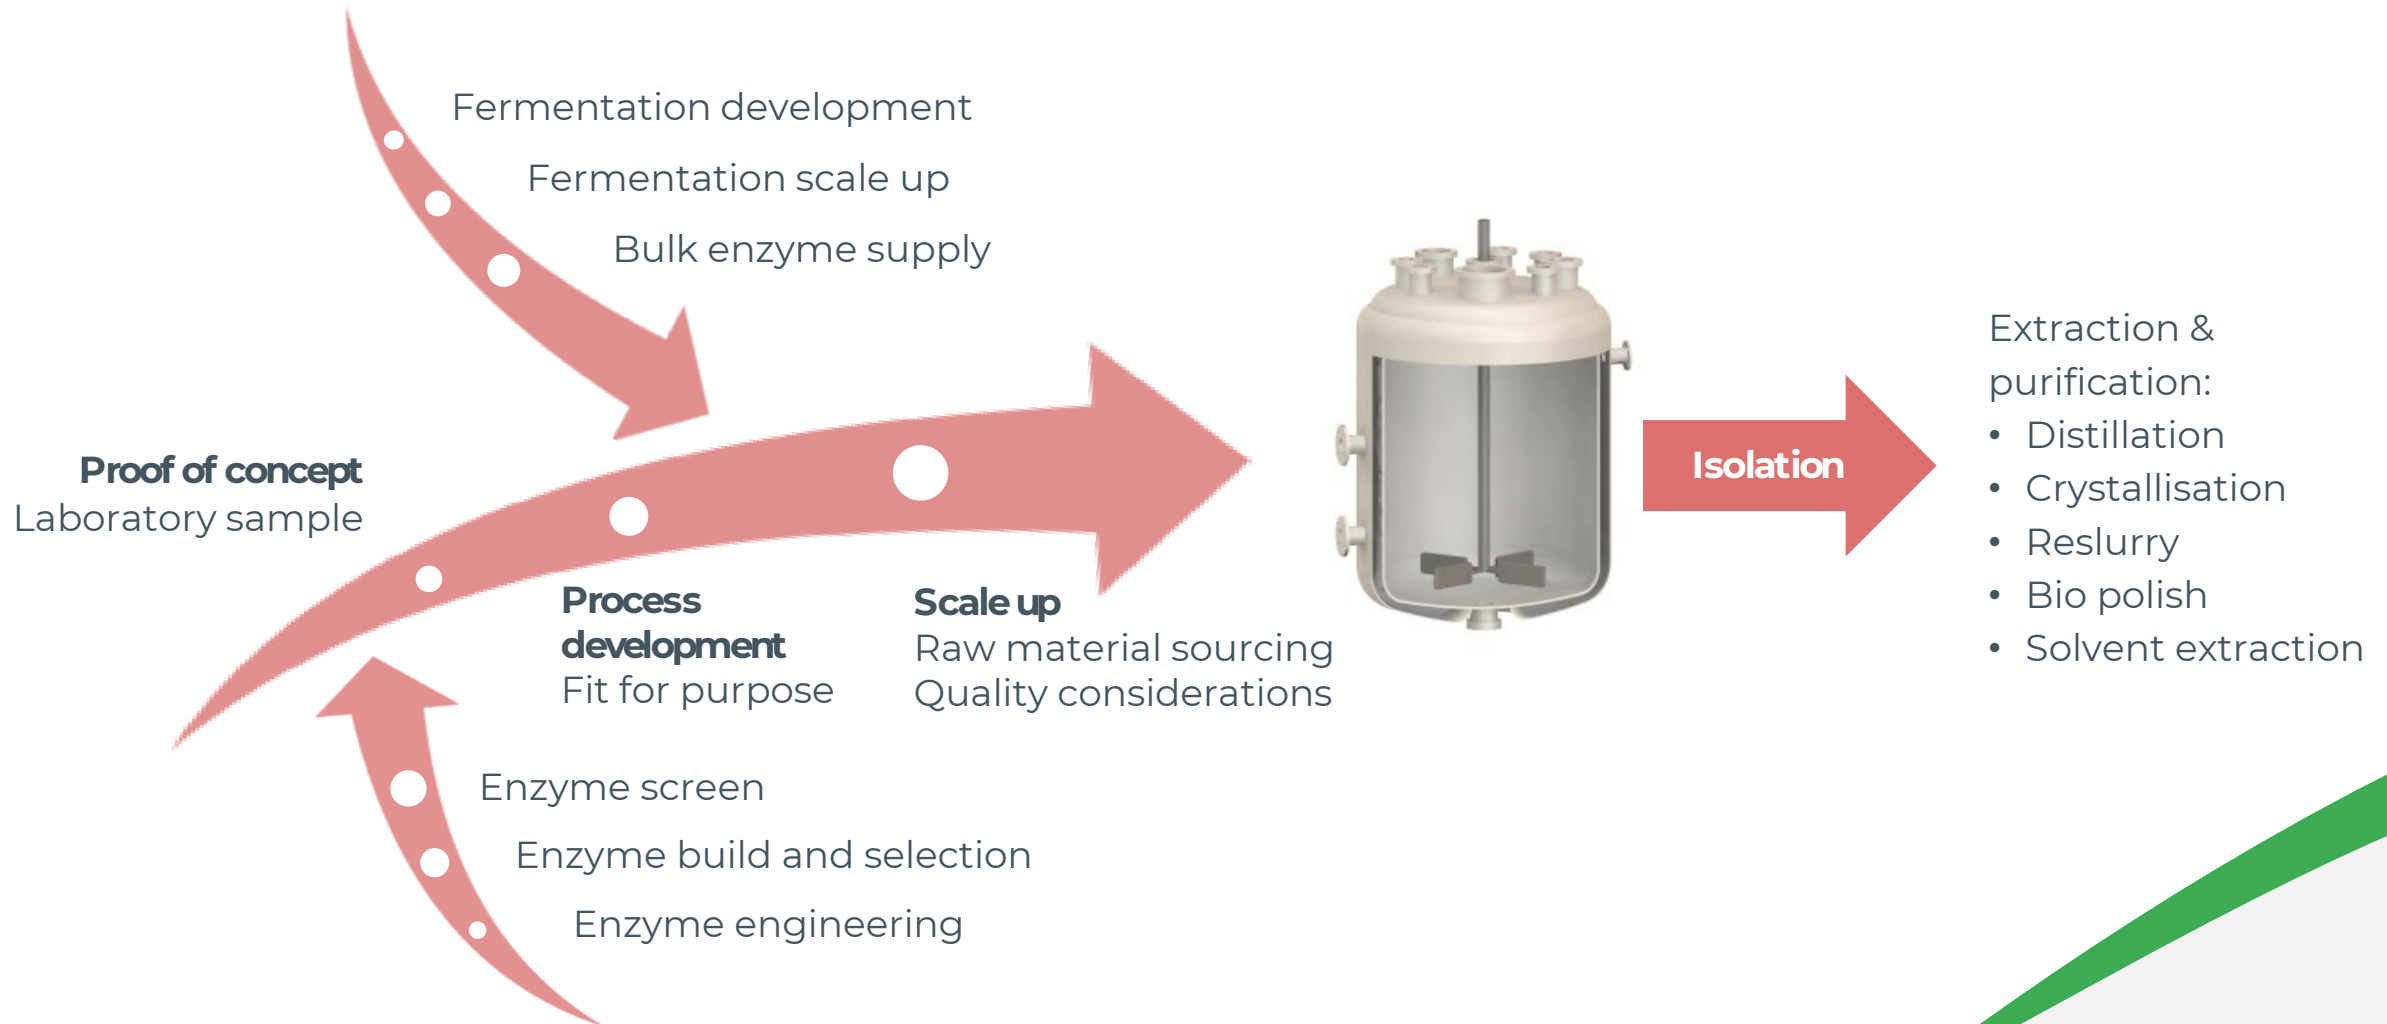 Fermentation development
Fermentation scale up
Bulk enzyme supply
Proof of concept
Laboratory sample
Process
development
Fit for purpose
Scale up
Raw material sourcing
Quality considerations
Enzyme screen
Enzyme build and selection
Enzyme engineering
Isolation
Extraction &
purification:
• Distillation
• Crystallisation
• Reslurry
• Bio polish
• Solvent extraction